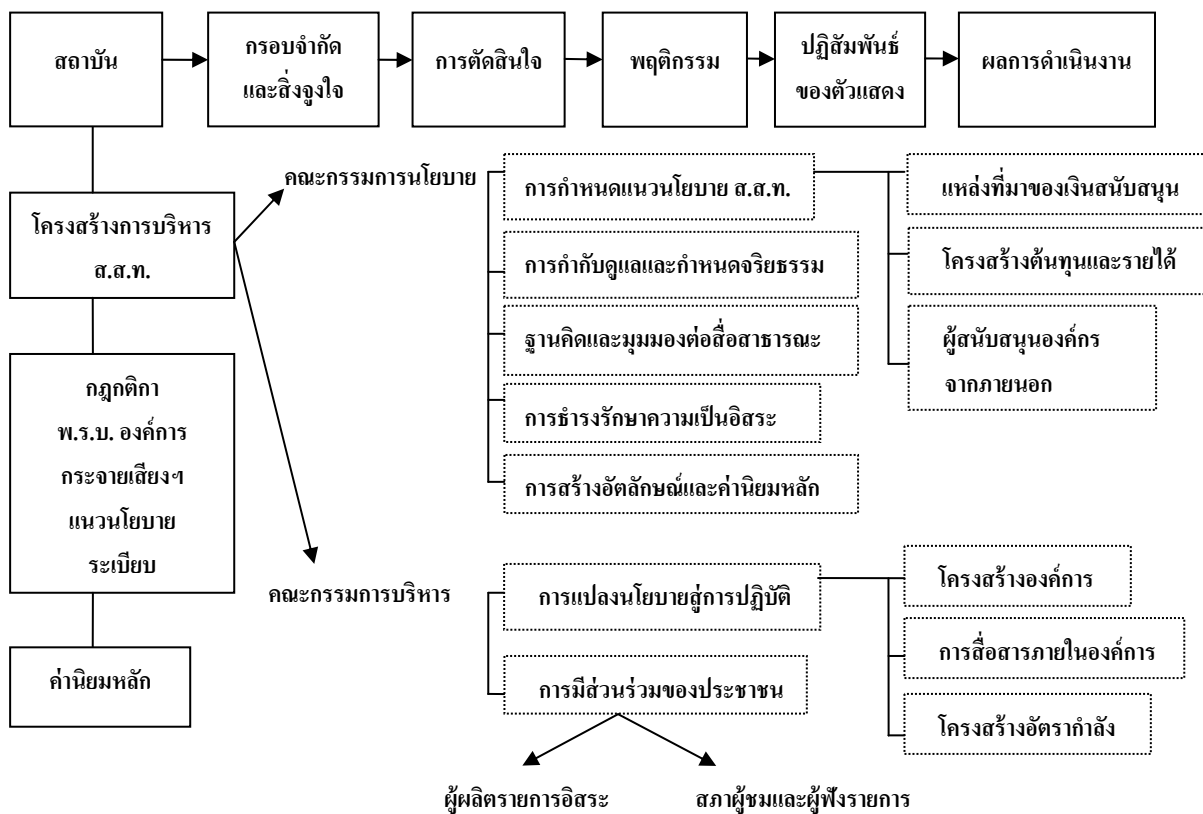 สถาบัน
กรอบจำกัด
และสิ่งจูงใจ
การตัดสินใจ
พฤติกรรม
ปฏิสัมพันธ์
ของตัวแสดง
ผลการดำเนินงาน
โครงสร้างการบริหาร
ส.ส.ท.
กฎกติกา
พ.ร.บ. องค์การ
กระจายเสียงฯ
แนวนโยบาย
ระเบียบ
ค่านิยมหลัก
คณะกรรมการนโยบาย
การกำหนดแนวนโยบาย ส.ส.ท.
การกำกับดูแลและกำหนดจริยธรรม
ฐานคิดและมุมมองต่อสื่อสาธารณะ
การธำรงรักษาความเป็นอิสระ
การสร้างอัตลักษณ์และค่านิยมหลัก
แหล่งที่มาของเงินสนับสนุน
โครงสร้างต้นทุนและรายได้
ผู้สนับสนุนองค์กร
จากภายนอก
คณะกรรมการบริหาร
การแปลงนโยบายสู่การปฏิบัติ
การมีส่วนร่วมของประชาชน
โครงสร้างองค์การ
การสื่อสารภายในองค์การ
โครงสร้างอัตรากำลัง
ผู้ผลิตรายการอิสระ
สภาผู้ชมและผู้ฟังรายการ